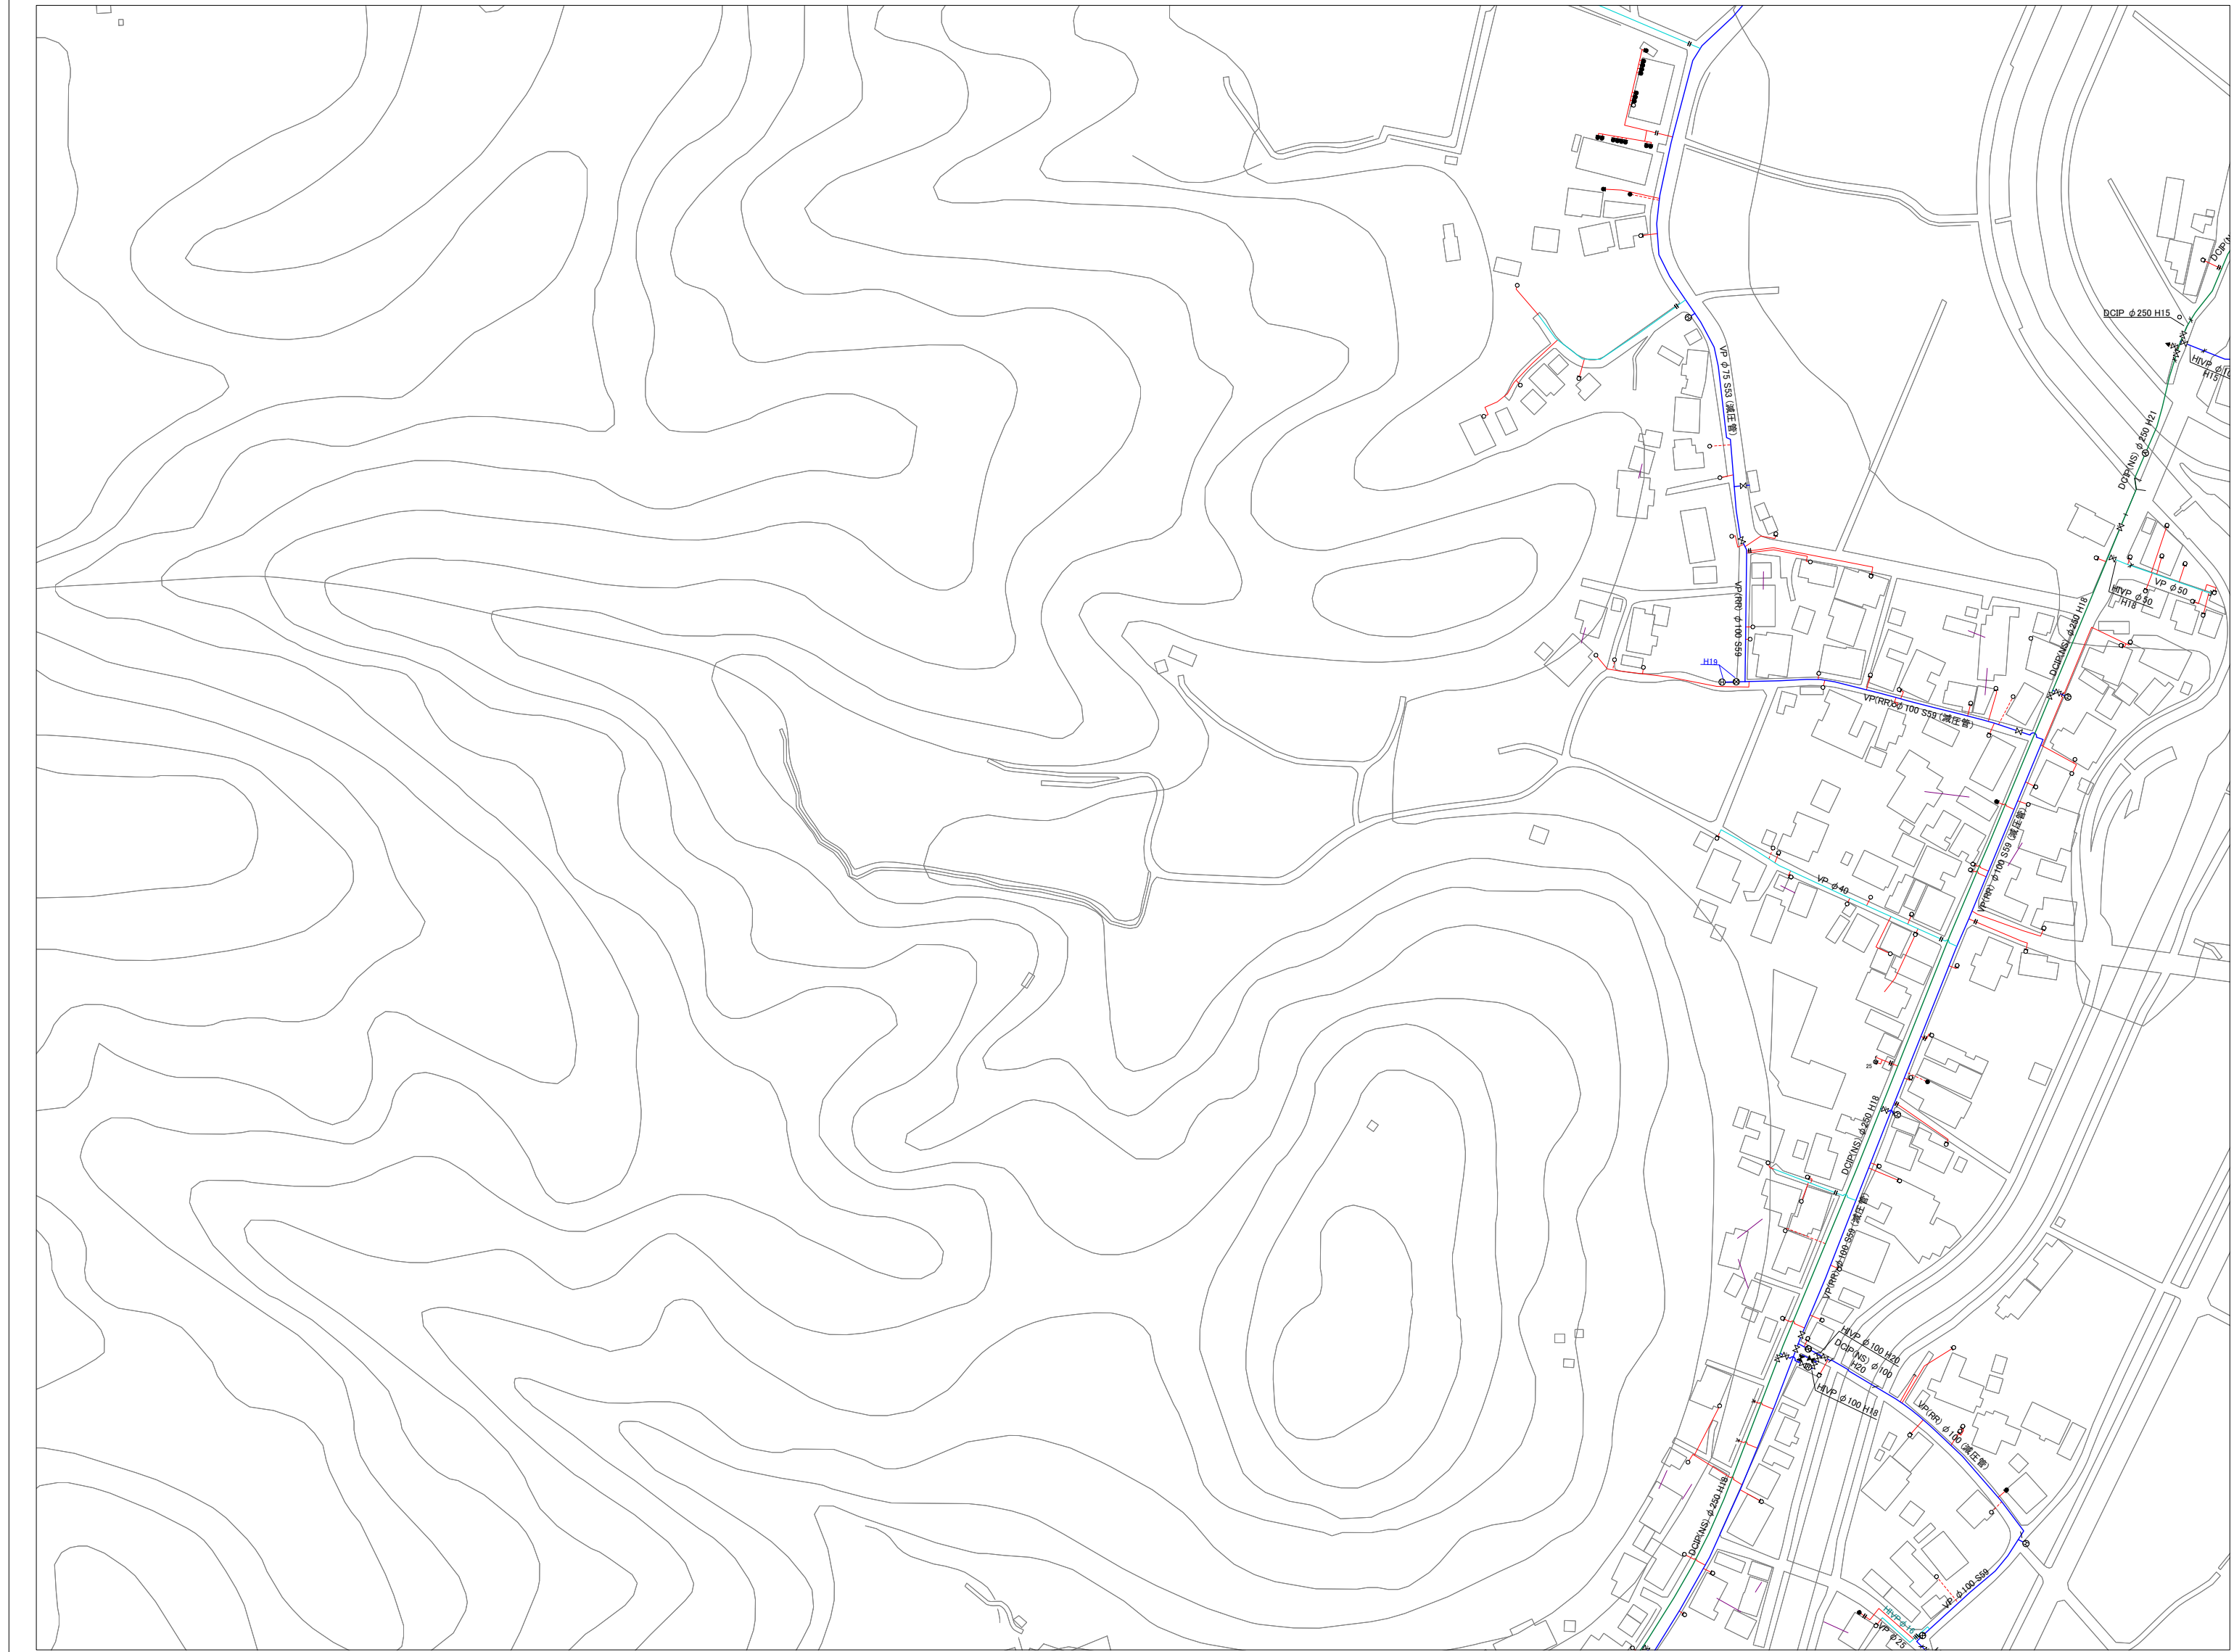 DCIP φ250 H15
DCIP(NS) φ250 H21
VP φ75 S53 (減圧管)
VP φ50
HIVP φ50
H18
DCIP(NS) φ250 H18
VP(RR) φ100 S59
H19
VP(RR) φ100 S59 (減圧管)
VP(RR) φ100 S59 (減圧管)
VP φ40
25
DCIP(NS) φ250 H18
VP(RR) φ100 S59 (減圧管)
HIVP φ100 H20
DCIP(NS) φ100
H20
HIVP φ100 H18
VP(RR) φ100 (減圧管)
DCIP(NS) φ250 H18
VP φ100 S59
VP φ25